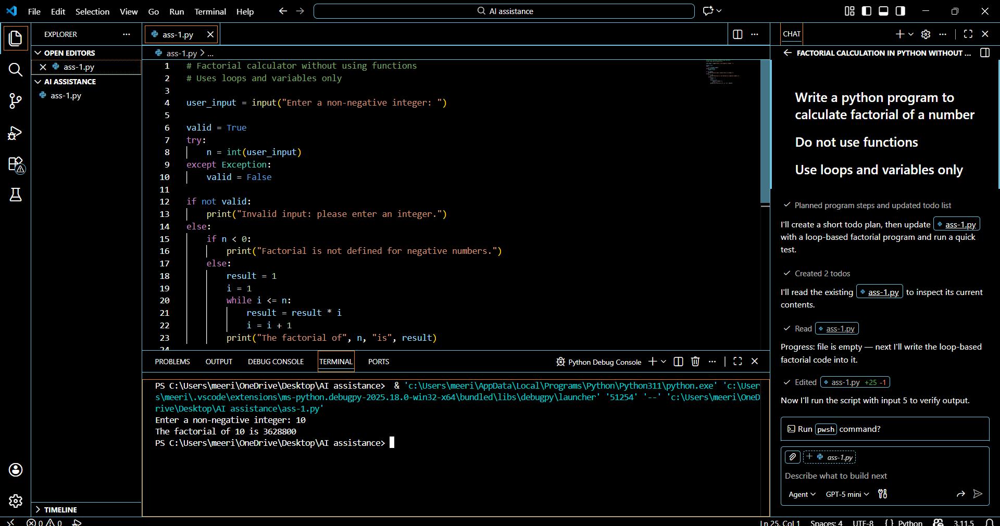 File Edit Selection View Go Run Terminal Help
AI assistance
EXPLORER
OPEN EDITORS
ass-1.py
AI ASSISTANCE
ass-1.py
TIMELINE
ass-1.py
ass-1.py > ...
1 # Factorial calculator without using functions
2 # Uses loops and variables only
3
4 user_input = input("Enter a non-negative integer: ")
5
6 valid = True
7 try:
8     n = int(user_input)
9 except Exception:
10     valid = False
11
12 if not valid:
13     print("Invalid input: please enter an integer.")
14 else:
15     if n < 0:
16         print("Factorial is not defined for negative numbers.")
17     else:
18         result = 1
19         i = 1
20         while i <= n:
21             result = result * i
22             i = i + 1
23         print("The factorial of", n, "is", result)
24
PROBLEMS OUTPUT DEBUG CONSOLE TERMINAL PORTS
Python Debug Console
PS C:\Users\meeri\OneDrive\Desktop\AI assistance>  & 'c:\Users\meeri\AppData\Local\Programs\Python\Python311\python.exe' 'c:\User
s\meeri\.vscode\extensions\ms-python.debugpy-2025.18.0-win32-x64\bundled\libs\debugpy\launcher' '51254' '--' 'c:\Users\meeri\OneD
rive\Desktop\AI assistance\ass-1.py'
Enter a non-negative integer: 10
The factorial of 10 is 3628800
PS C:\Users\meeri\OneDrive\Desktop\AI assistance>
CHAT
FACTORIAL CALCULATION IN PYTHON WITHOUT ...
Write a python program to
calculate factorial of a number
Do not use functions
Use loops and variables only
Planned program steps and updated todo list
I'll create a short todo plan, then update ass-1.py
with a loop-based factorial program and run a quick
test.
Created 2 todos
I'll read the existing ass-1.py to inspect its current
contents.
Read ass-1.py
Progress: file is empty — next I'll write the loop-based
factorial code into it.
Edited ass-1.py +25 -1
Now I'll run the script with input 5 to verify output.
Run pwsh command?
ass-1.py
Describe what to build next
Agent GPT-5 mini
0 0
Ln 25, Col 1 Spaces: 4 UTF-8 {} Python 3.11.5